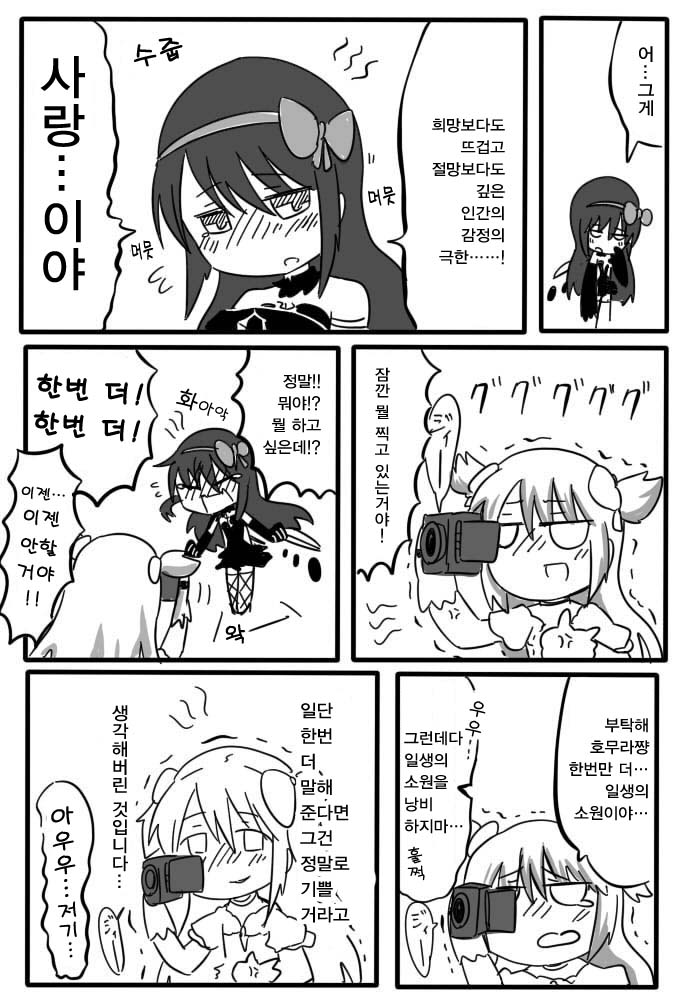 어…그게
희망보다도
뜨겁고
절망보다도
깊은
인간의
감정의
극한……!
수줍
머뭇
머뭇
사랑…이야
グググググ
잠깐 뭘 찍고 있는거야!
정말!!
뭐야!?
뭘 하고
싶은데!?
화아악
한번 더!
한번 더!
이젠…
이젠
안할
거야
!!
왁
부탁해
호무라쨩
한번만 더…
일생의
소원이야…
우우…
그런데다
일생의
소원을
낭비
하지마…
훌쩍
일단
한번
더
말해
준다면
그건
정말로
기쁠
거라고
생각해버린 것입니다…
아우우…저기…